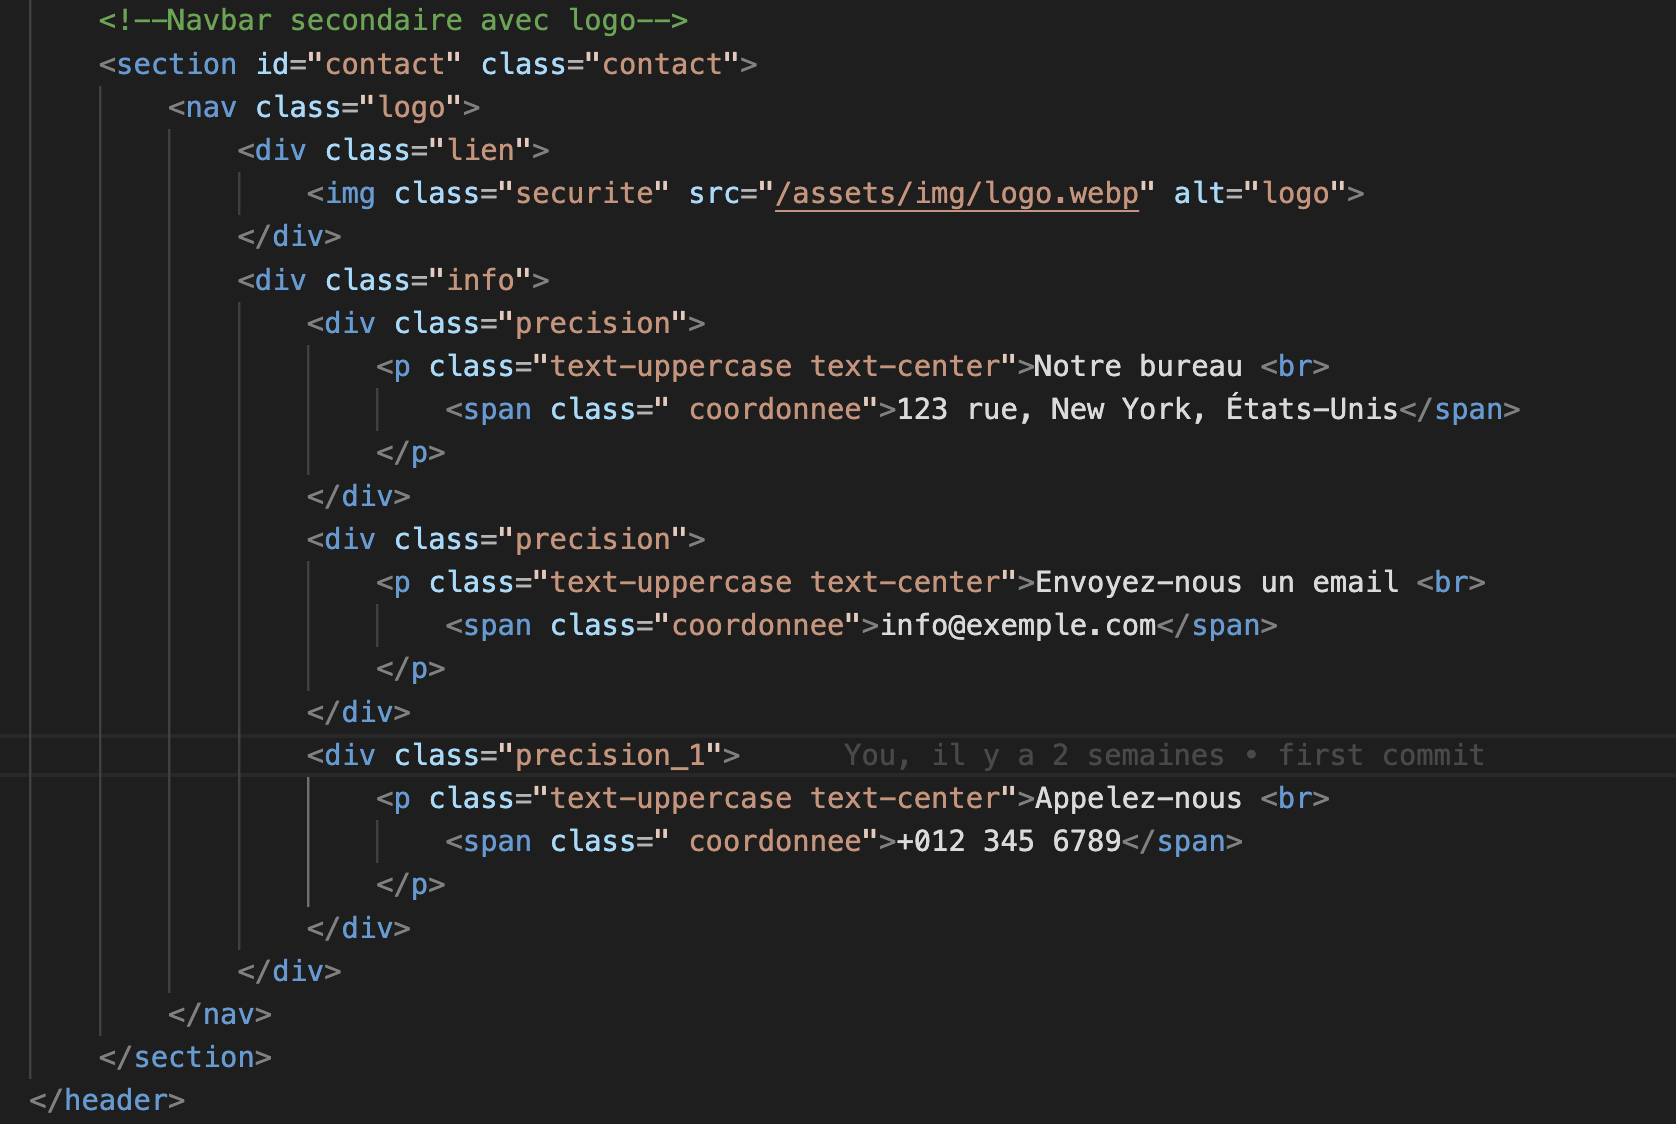 <!--Navbar secondaire avec logo-->
<section id="contact" class="contact">
<nav class="logo">
<div class="lien">
<img class="securite" src="/assets/img/logo.webp" alt="logo">
</div>
<div class="info">
<div class="precision">
<p class="text-uppercase text-center">Notre bureau <br>
<span class=" coordonnee">123 rue, New York, États-Unis</span>
</p>
</div>
<div class="precision">
<p class="text-uppercase text-center">Envoyez-nous un email <br>
<span class="coordonnee">info@exemple.com</span>
</p>
</div>
<div class="precision_1"> You, il y a 2 semaines • first commit
<p class="text-uppercase text-center">Appelez-nous <br>
<span class=" coordonnee">+012 345 6789</span>
</p>
</div>
</div>
</nav>
</section>
</header>